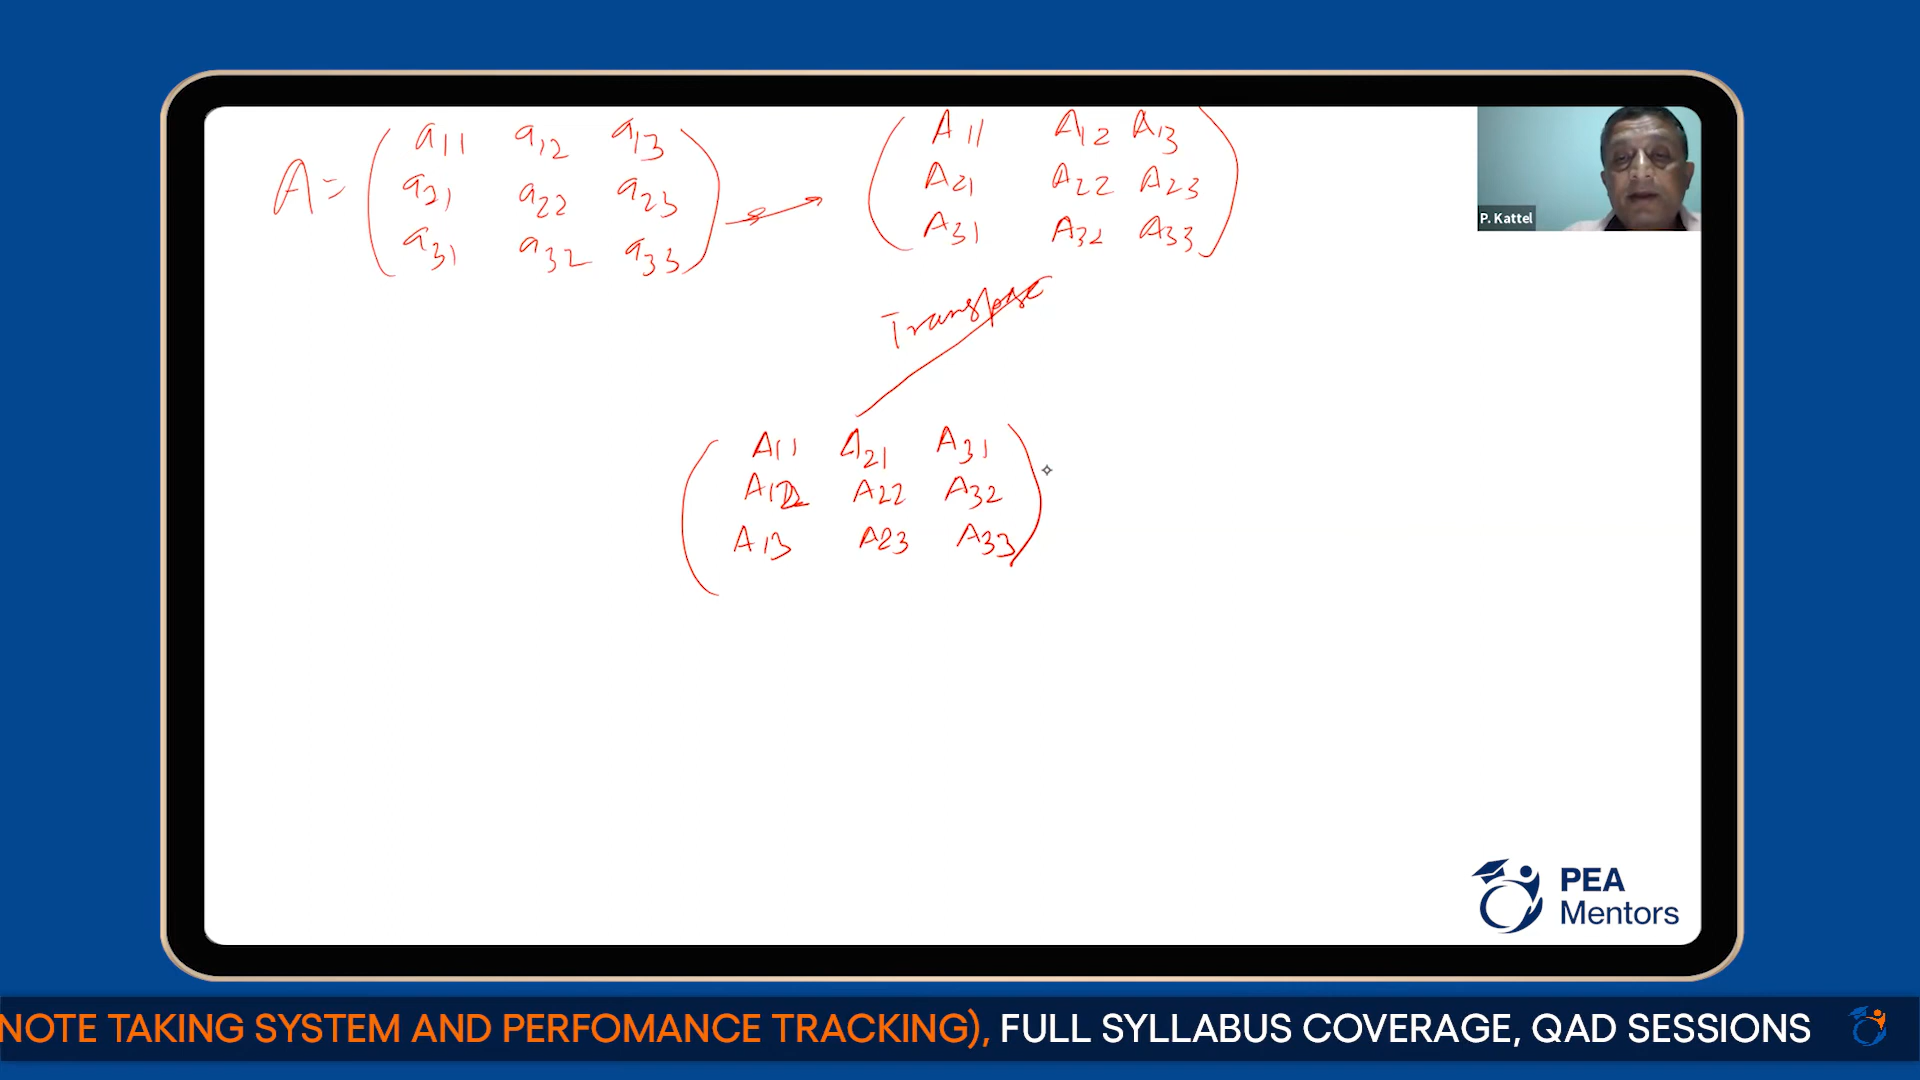 A = ( a11 a12 a13
a21 a22 a23
a31 a32 a33 ) →
( A11 A12 A13
A21 A22 A23
A31 A32 A33 )
P. Kattel
Transpose
( A11 A21 A31
A12 A22 A32
A13 A23 A33 )
PEA
Mentors
NOTE TAKING SYSTEM AND PERFOMANCE TRACKING), FULL SYLLABUS COVERAGE, QAD SESSIONS